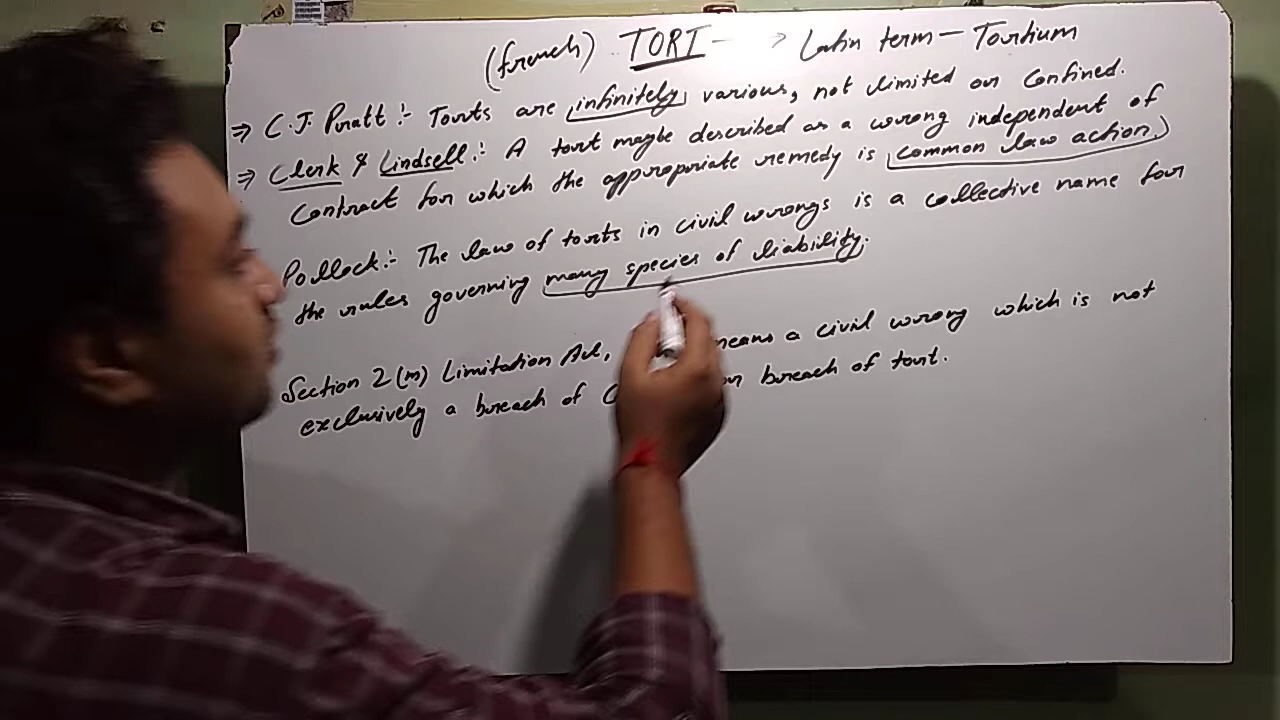 (french) TORT - → Latin term - Tortium
⇒ C.J. Pratt :- Torts are infinitely various, not limited or confined.
⇒ Clerk & Lindsell :- A tort maybe described as a wrong independent of
contract for which the appropriate remedy is common law action
Pollock :- The law of torts in civil wrongs is a collective name for
the rules governing many species of liability.
Section 2(m) Limitation Act, means a civil wrong which is not
exclusively a breach of or breach of tort.